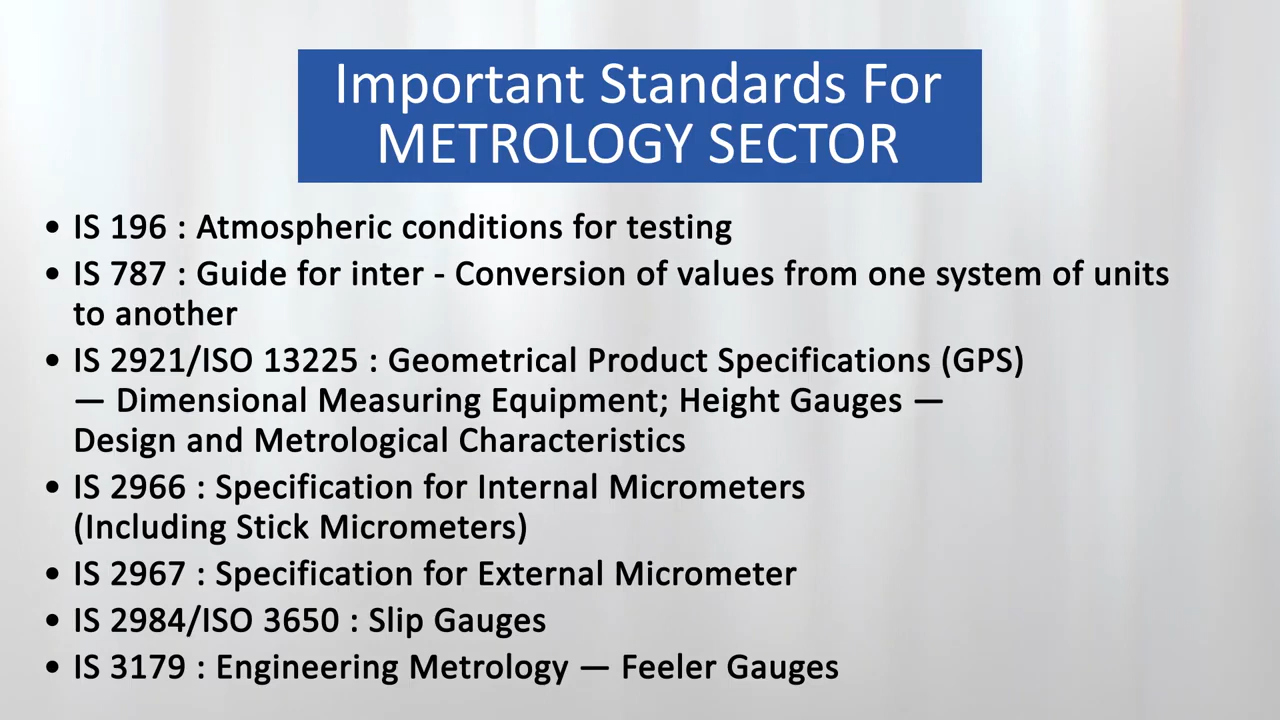 Important Standards For
METROLOGY SECTOR
• IS 196 : Atmospheric conditions for testing
• IS 787 : Guide for inter - Conversion of values from one system of units
to another
• IS 2921/ISO 13225 : Geometrical Product Specifications (GPS)
— Dimensional Measuring Equipment; Height Gauges —
Design and Metrological Characteristics
• IS 2966 : Specification for Internal Micrometers
(Including Stick Micrometers)
• IS 2967 : Specification for External Micrometer
• IS 2984/ISO 3650 : Slip Gauges
• IS 3179 : Engineering Metrology — Feeler Gauges